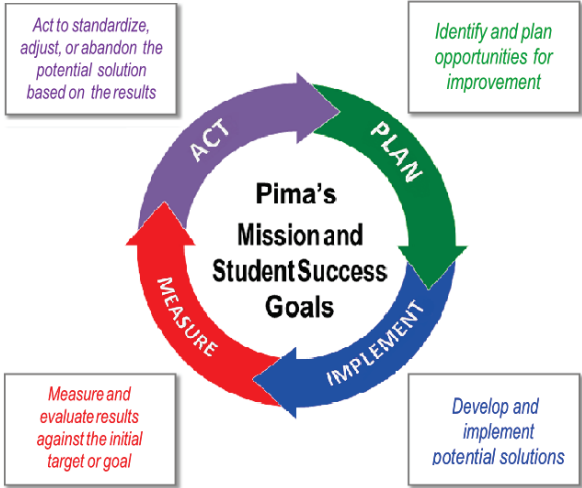 Act to standardize,
adjust, or abandon the
potential solution
based on the results
Identify and plan
opportunities for
improvement
ACT
PLAN
Pima's
Mission and
Student Success
Goals
MEASURE
IMPLEMENT
Measure and
evaluate results
against the initial
target or goal
Develop and
implement
potential solutions